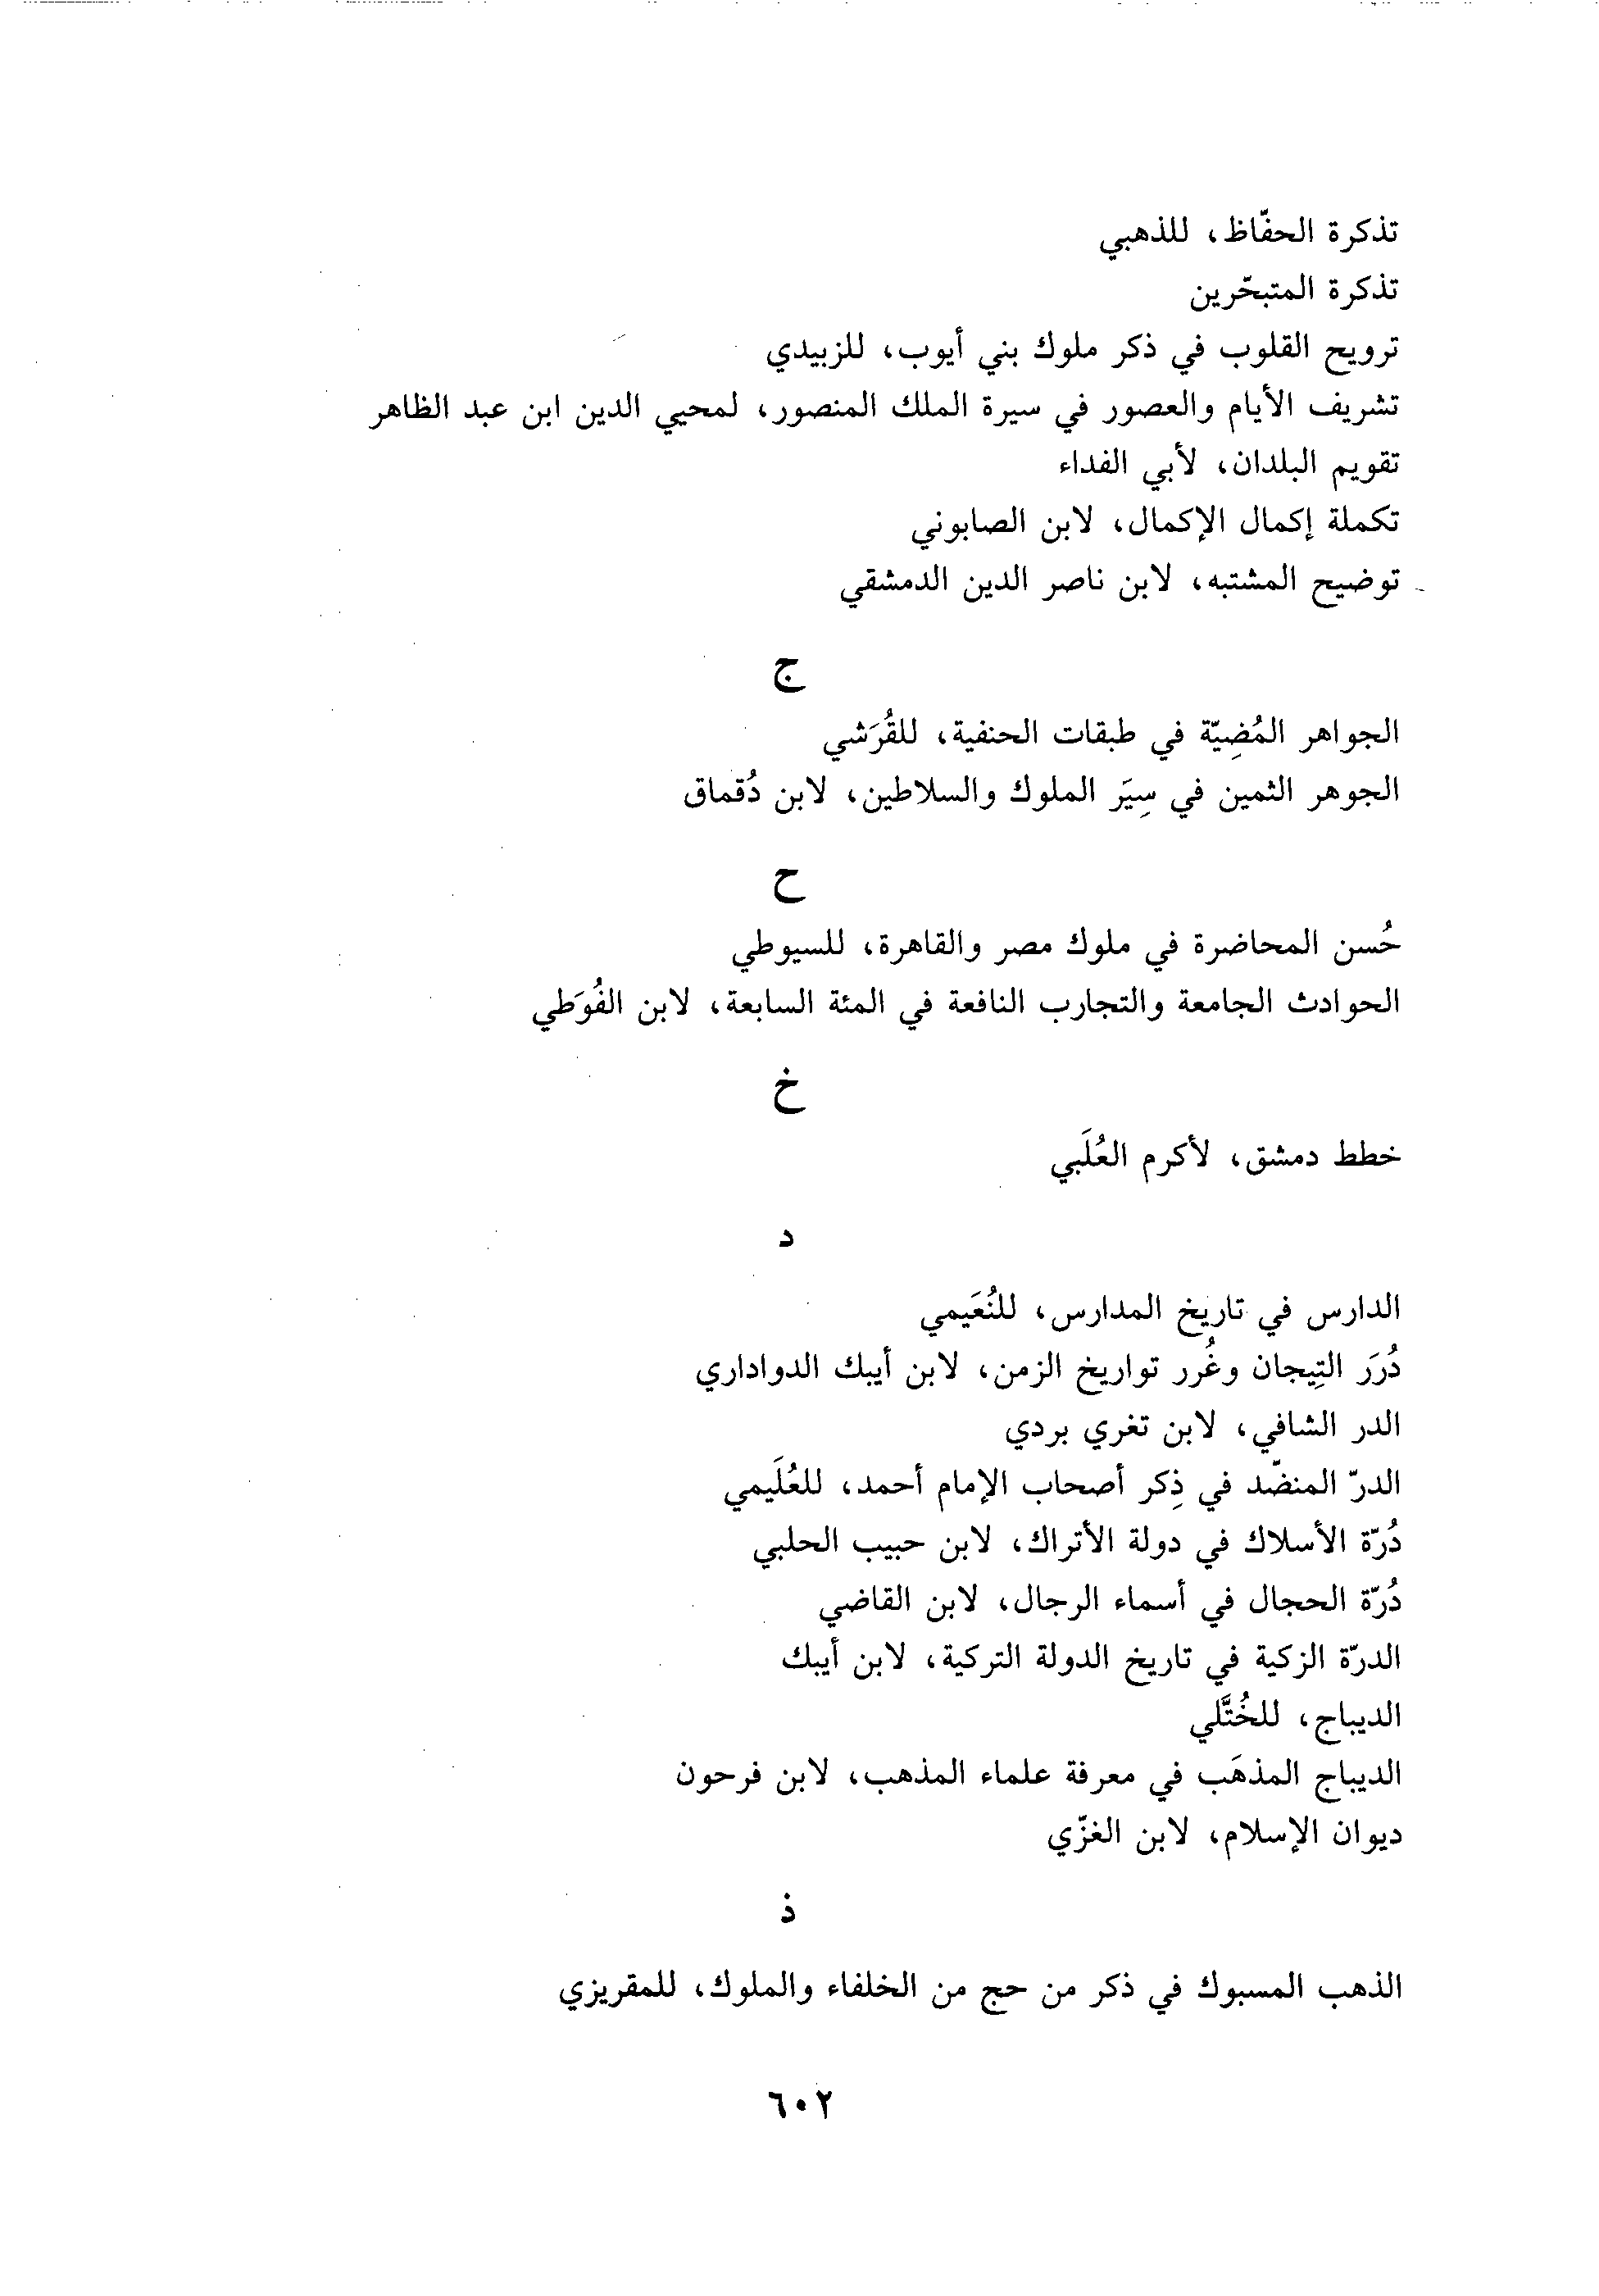 تذكرة الحفّاظ، للذهبي
تذكرة المتبحّرين
ترويح القلوب في ذكر ملوك بني أيوب، للزبيدي
تشريف الأيام والعصور في سيرة الملك المنصور، لمحيي الدين ابن عبد الظاهر
تقويم البلدان، لأبي الفداء
تكملة إكمال الإكمال، لابن الصابوني
توضيح المشتبه، لابن ناصر الدين الدمشقي
ج
الجواهر المُضِيّة في طبقات الحنفية، للقُرَشي
الجوهر الثمين في سِيَر الملوك والسلاطين، لابن دُقماق
ح
حُسن المحاضرة في ملوك مصر والقاهرة، للسيوطي
الحوادث الجامعة والتجارب النافعة في المئة السابعة، لابن الفُوَطي
خ
خطط دمشق، لأكرم العُلَبي
د
الدارس في تاريخ المدارس، للنُعَيمي
دُرَر التِيجان وغُرر تواريخ الزمن، لابن أيبك الدواداري
الدر الشافي، لابن تغري بردي
الدرّ المنضّد في ذِكر أصحاب الإمام أحمد، للعُلَيمي
دُرّة الأسلاك في دولة الأتراك، لابن حبيب الحلبي
دُرّة الحجال في أسماء الرجال، لابن القاضي
الدرّة الزكية في تاريخ الدولة التركية، لابن أيبك
الديباج، للخُتَّلي
الديباج المذهَب في معرفة علماء المذهب، لابن فرحون
ديوان الإسلام، لابن الغزّي
ذ
الذهب المسبوك في ذكر من حج من الخلفاء والملوك، للمقريزي
٦٠٢